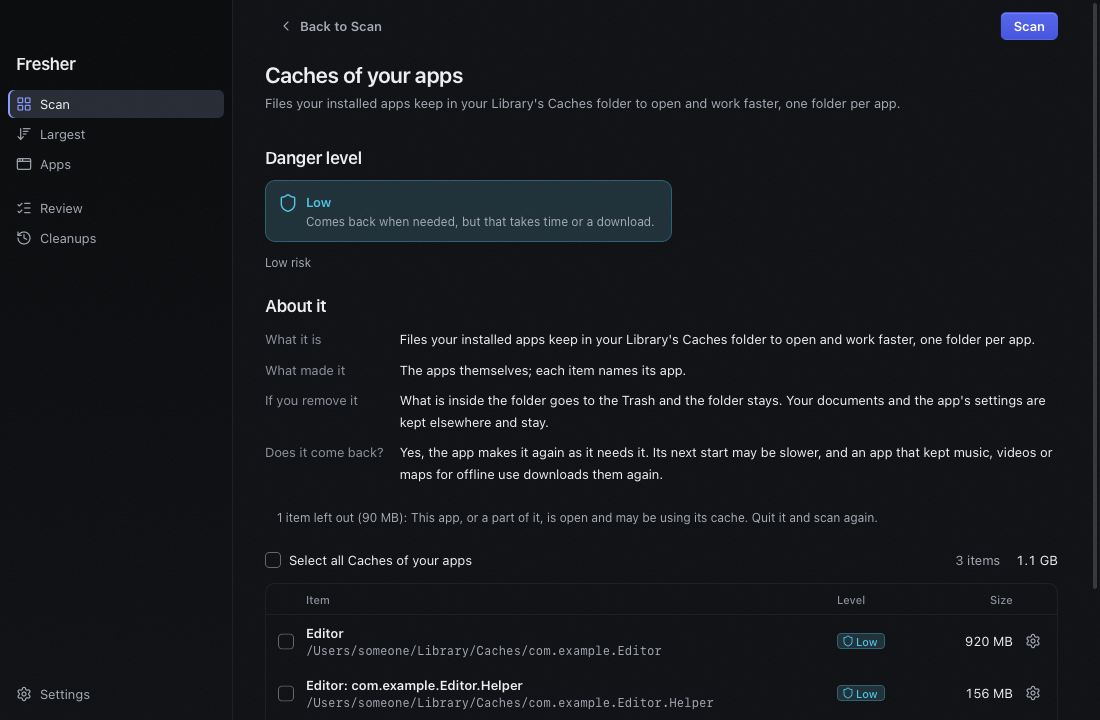 Back to Scan
Scan
Fresher
Scan
Largest
Apps
Review
Cleanups
Settings
Caches of your apps
Files your installed apps keep in your Library's Caches folder to open and work faster, one folder per app.
Danger level
Low
Comes back when needed, but that takes time or a download.
Low risk
About it
What it is
Files your installed apps keep in your Library's Caches folder to open and work faster, one folder per app.
What made it
The apps themselves; each item names its app.
If you remove it
What is inside the folder goes to the Trash and the folder stays. Your documents and the app's settings are
kept elsewhere and stay.
Does it come back?
Yes, the app makes it again as it needs it. Its next start may be slower, and an app that kept music, videos or
maps for offline use downloads them again.
1 item left out (90 MB): This app, or a part of it, is open and may be using its cache. Quit it and scan again.
Select all Caches of your apps
3 items 1.1 GB
Item Level Size
Editor
/Users/someone/Library/Caches/com.example.Editor
Low
920 MB
Editor: com.example.Editor.Helper
/Users/someone/Library/Caches/com.example.Editor.Helper
Low
156 MB